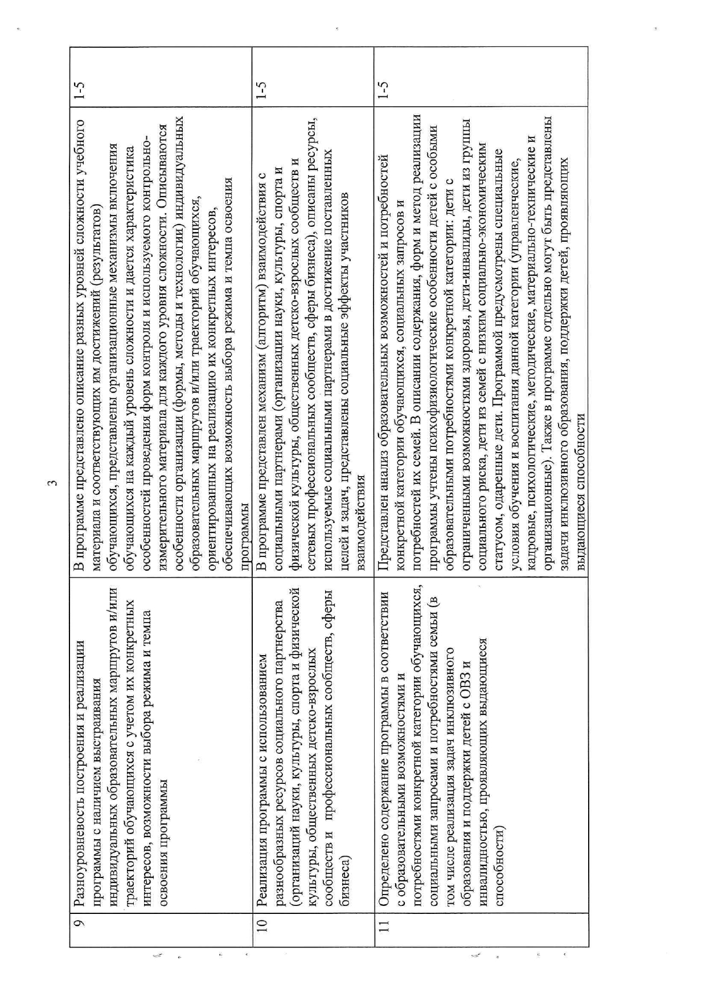 3
9
Разноуровневость построения и реализации
программы с наличием выстраивания
индивидуальных образовательных маршрутов и/или
траекторий обучающихся с учетом их конкретных
интересов, возможности выбора режима и темпа
освоения программы
В программе представлено описание разных уровней сложности учебного
материала и соответствующих им достижений (результатов)
обучающихся, представлены организационные механизмы включения
обучающихся на каждый уровень сложности и дается характеристика
особенностей проведения форм контроля и используемого контрольно-
измерительного материала для каждого уровня сложности. Описываются
особенности организации (формы, методы и технологии) индивидуальных
образовательных маршрутов и/или траекторий обучающихся,
ориентированных на реализацию их конкретных интересов,
обеспечивающих возможность выбора режима и темпа освоения
программы
1-5
10
Реализация программы с использованием
разнообразных ресурсов социального партнерства
(организаций науки, культуры, спорта и физической
культуры, общественных детско-взрослых
сообществ и профессиональных сообществ, сферы
бизнеса)
В программе представлен механизм (алгоритм) взаимодействия с
социальными партнерами (организации науки, культуры, спорта и
физической культуры, общественных детско-взрослых сообществ и
сетевых профессиональных сообществ, сферы бизнеса), описаны ресурсы,
используемые социальными партнерами в достижение поставленных
целей и задач, представлены социальные эффекты участников
взаимодействия
1-5
11
Определено содержание программы в соответствии
с образовательными возможностями и
потребностями конкретной категории обучающихся,
социальными запросами и потребностями семьи (в
том числе реализация задач инклюзивного
образования и поддержки детей с ОВЗ и
инвалидностью, проявляющих выдающиеся
способности)
Представлен анализ образовательных возможностей и потребностей
конкретной категории обучающихся, социальных запросов и
потребностей их семей. В описании содержания, форм и метод реализации
программы учтены психофизиологические особенности детей с особыми
образовательными потребностями конкретной категории: дети с
ограниченными возможностями здоровья, дети-инвалиды, дети из группы
социального риска, дети из семей с низким социально-экономическим
статусом, одаренные дети. Программой предусмотрены специальные
условия обучения и воспитания данной категории (управленческие,
кадровые, психологические, методические, материально-технические и
организационные). Также в программе отдельно могут быть представлены
задачи инклюзивного образования, поддержки детей, проявляющих
выдающиеся способности
1-5